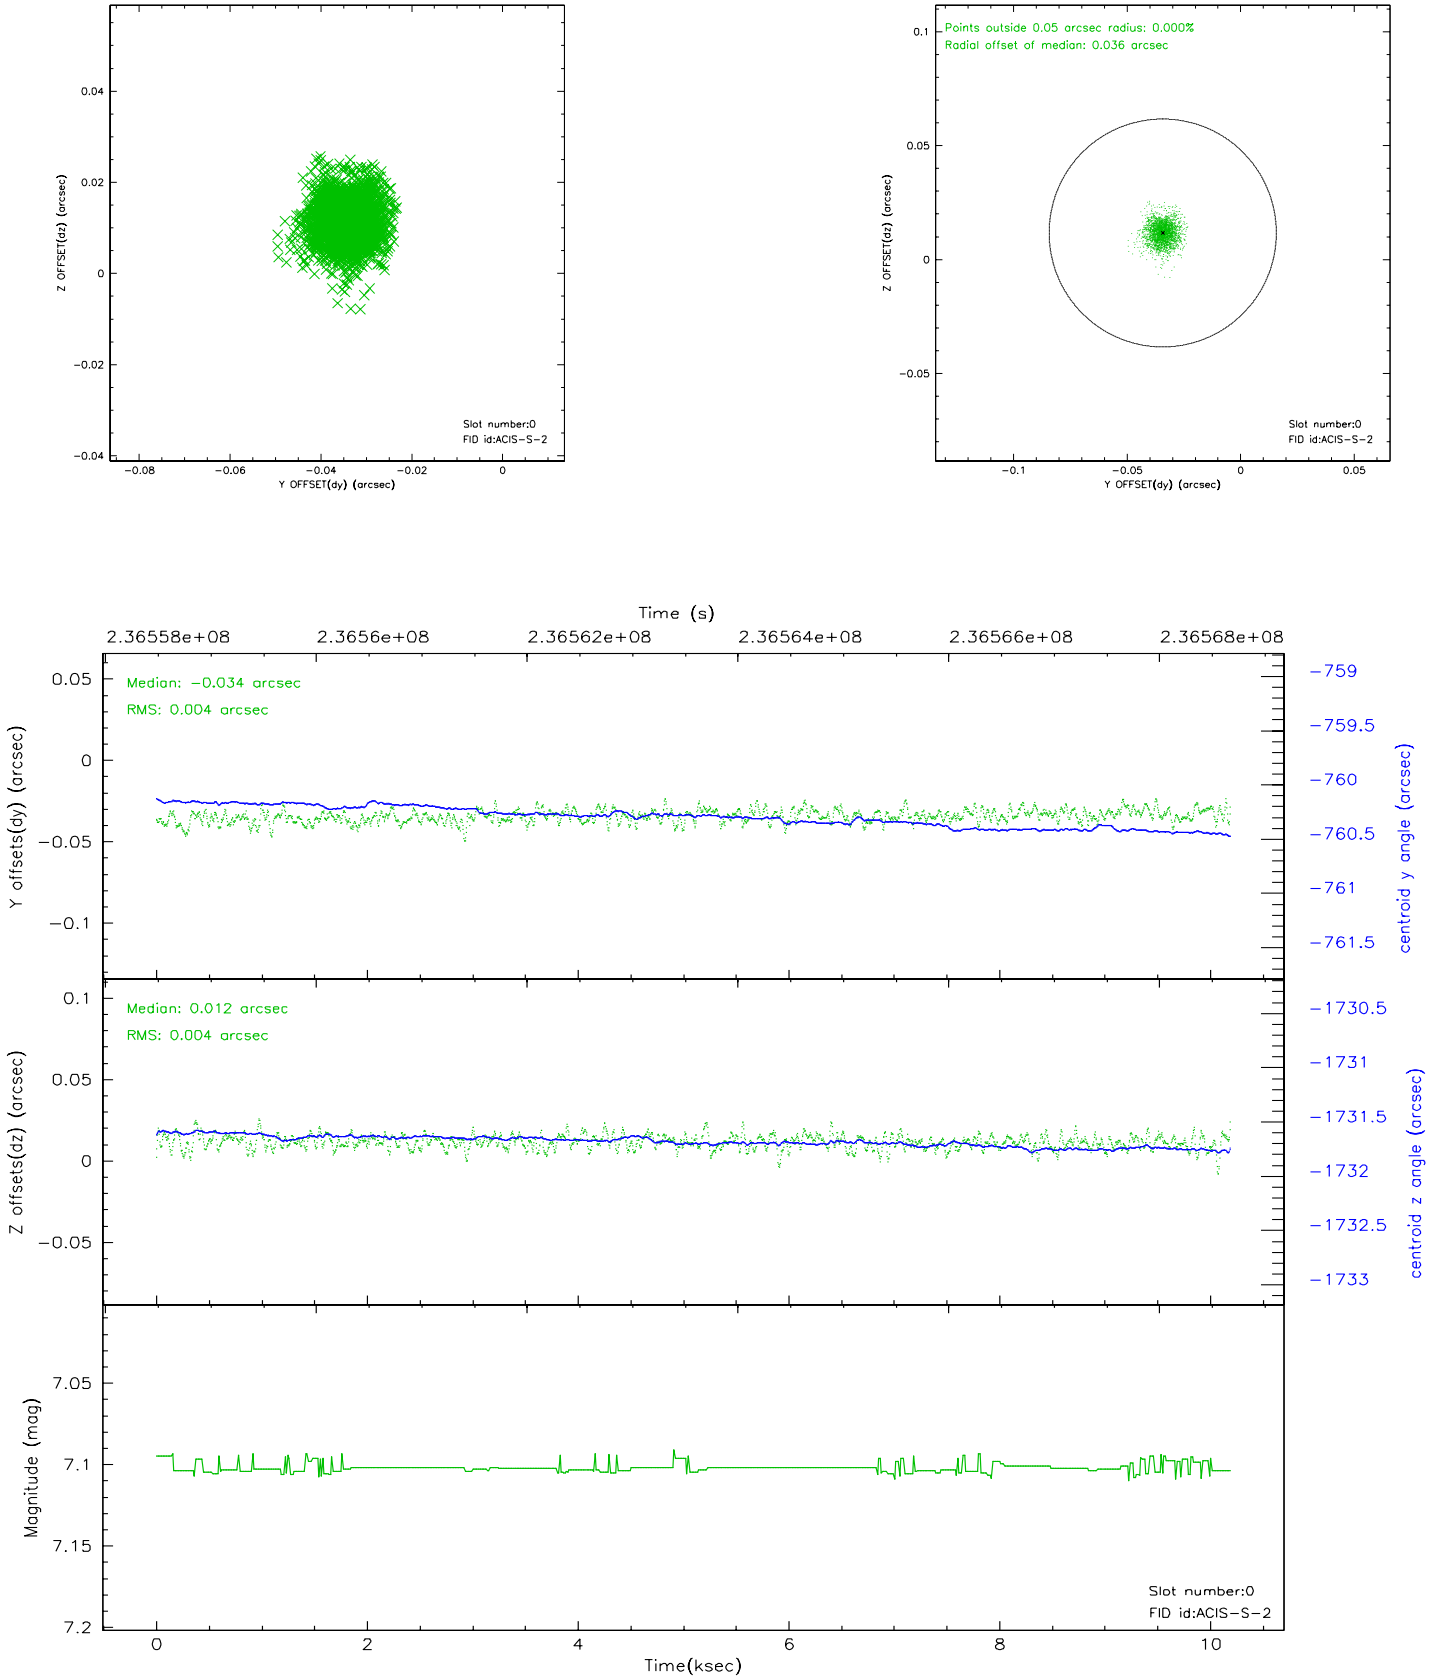 0.04
0.02
0
−0.02
−0.04
Z OFFSET(dz) (arcsec)
Slot number:0
FID id:ACIS−S−2
−0.08
−0.06
−0.04
−0.02
0
Y OFFSET(dy) (arcsec)
Points outside 0.05 arcsec radius: 0.000%
Radial offset of median: 0.036 arcsec
0.1
0.05
0
−0.05
Z OFFSET(dz) (arcsec)
Slot number:0
FID id:ACIS−S−2
−0.1
−0.05
0
0.05
Y OFFSET(dy) (arcsec)
Time (s)
2.36558e+08
2.3656e+08
2.36562e+08
2.36564e+08
2.36566e+08
2.36568e+08
Median: −0.034 arcsec
RMS: 0.004 arcsec
0.05
0
−0.05
−0.1
Y offsets(dy) (arcsec)
−759
−759.5
−760
−760.5
−761
−761.5
centroid y angle (arcsec)
Median: 0.012 arcsec
RMS: 0.004 arcsec
0.1
0.05
0
−0.05
Z offsets(dz) (arcsec)
−1730.5
−1731
−1731.5
−1732
−1732.5
−1733
centroid z angle (arcsec)
7.05
7.1
7.15
7.2
Magnitude (mag)
Slot number:0
FID id:ACIS−S−2
0
2
4
6
8
10
Time(ksec)